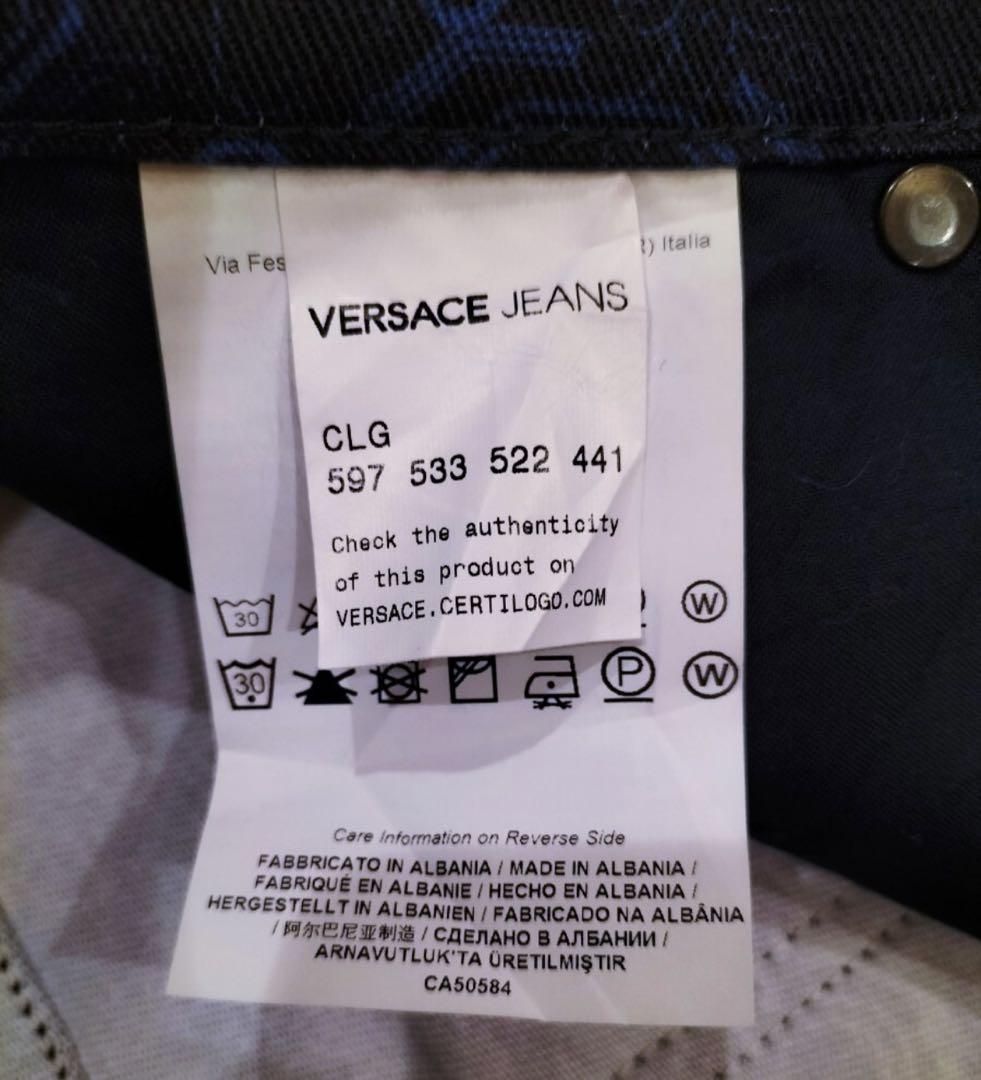 Via Fes
) Italia
VERSACE JEANS
CLG
597 533 522 441
Check the authenticity
of this product on
VERSACE.CERTILOGO.COM
30 W
30 P W
Care Information on Reverse Side
FABBRICATO IN ALBANIA / MADE IN ALBANIA /
FABRIQUÉ EN ALBANIE / HECHO EN ALBANIA /
HERGESTELLT IN ALBANIEN / FABRICADO NA ALBÂNIA
/ 阿尔巴尼亚制造 / СДЕЛАНО В АЛБАНИИ /
ARNAVUTLUK'TA ÜRETILMIŞTIR
CA50584